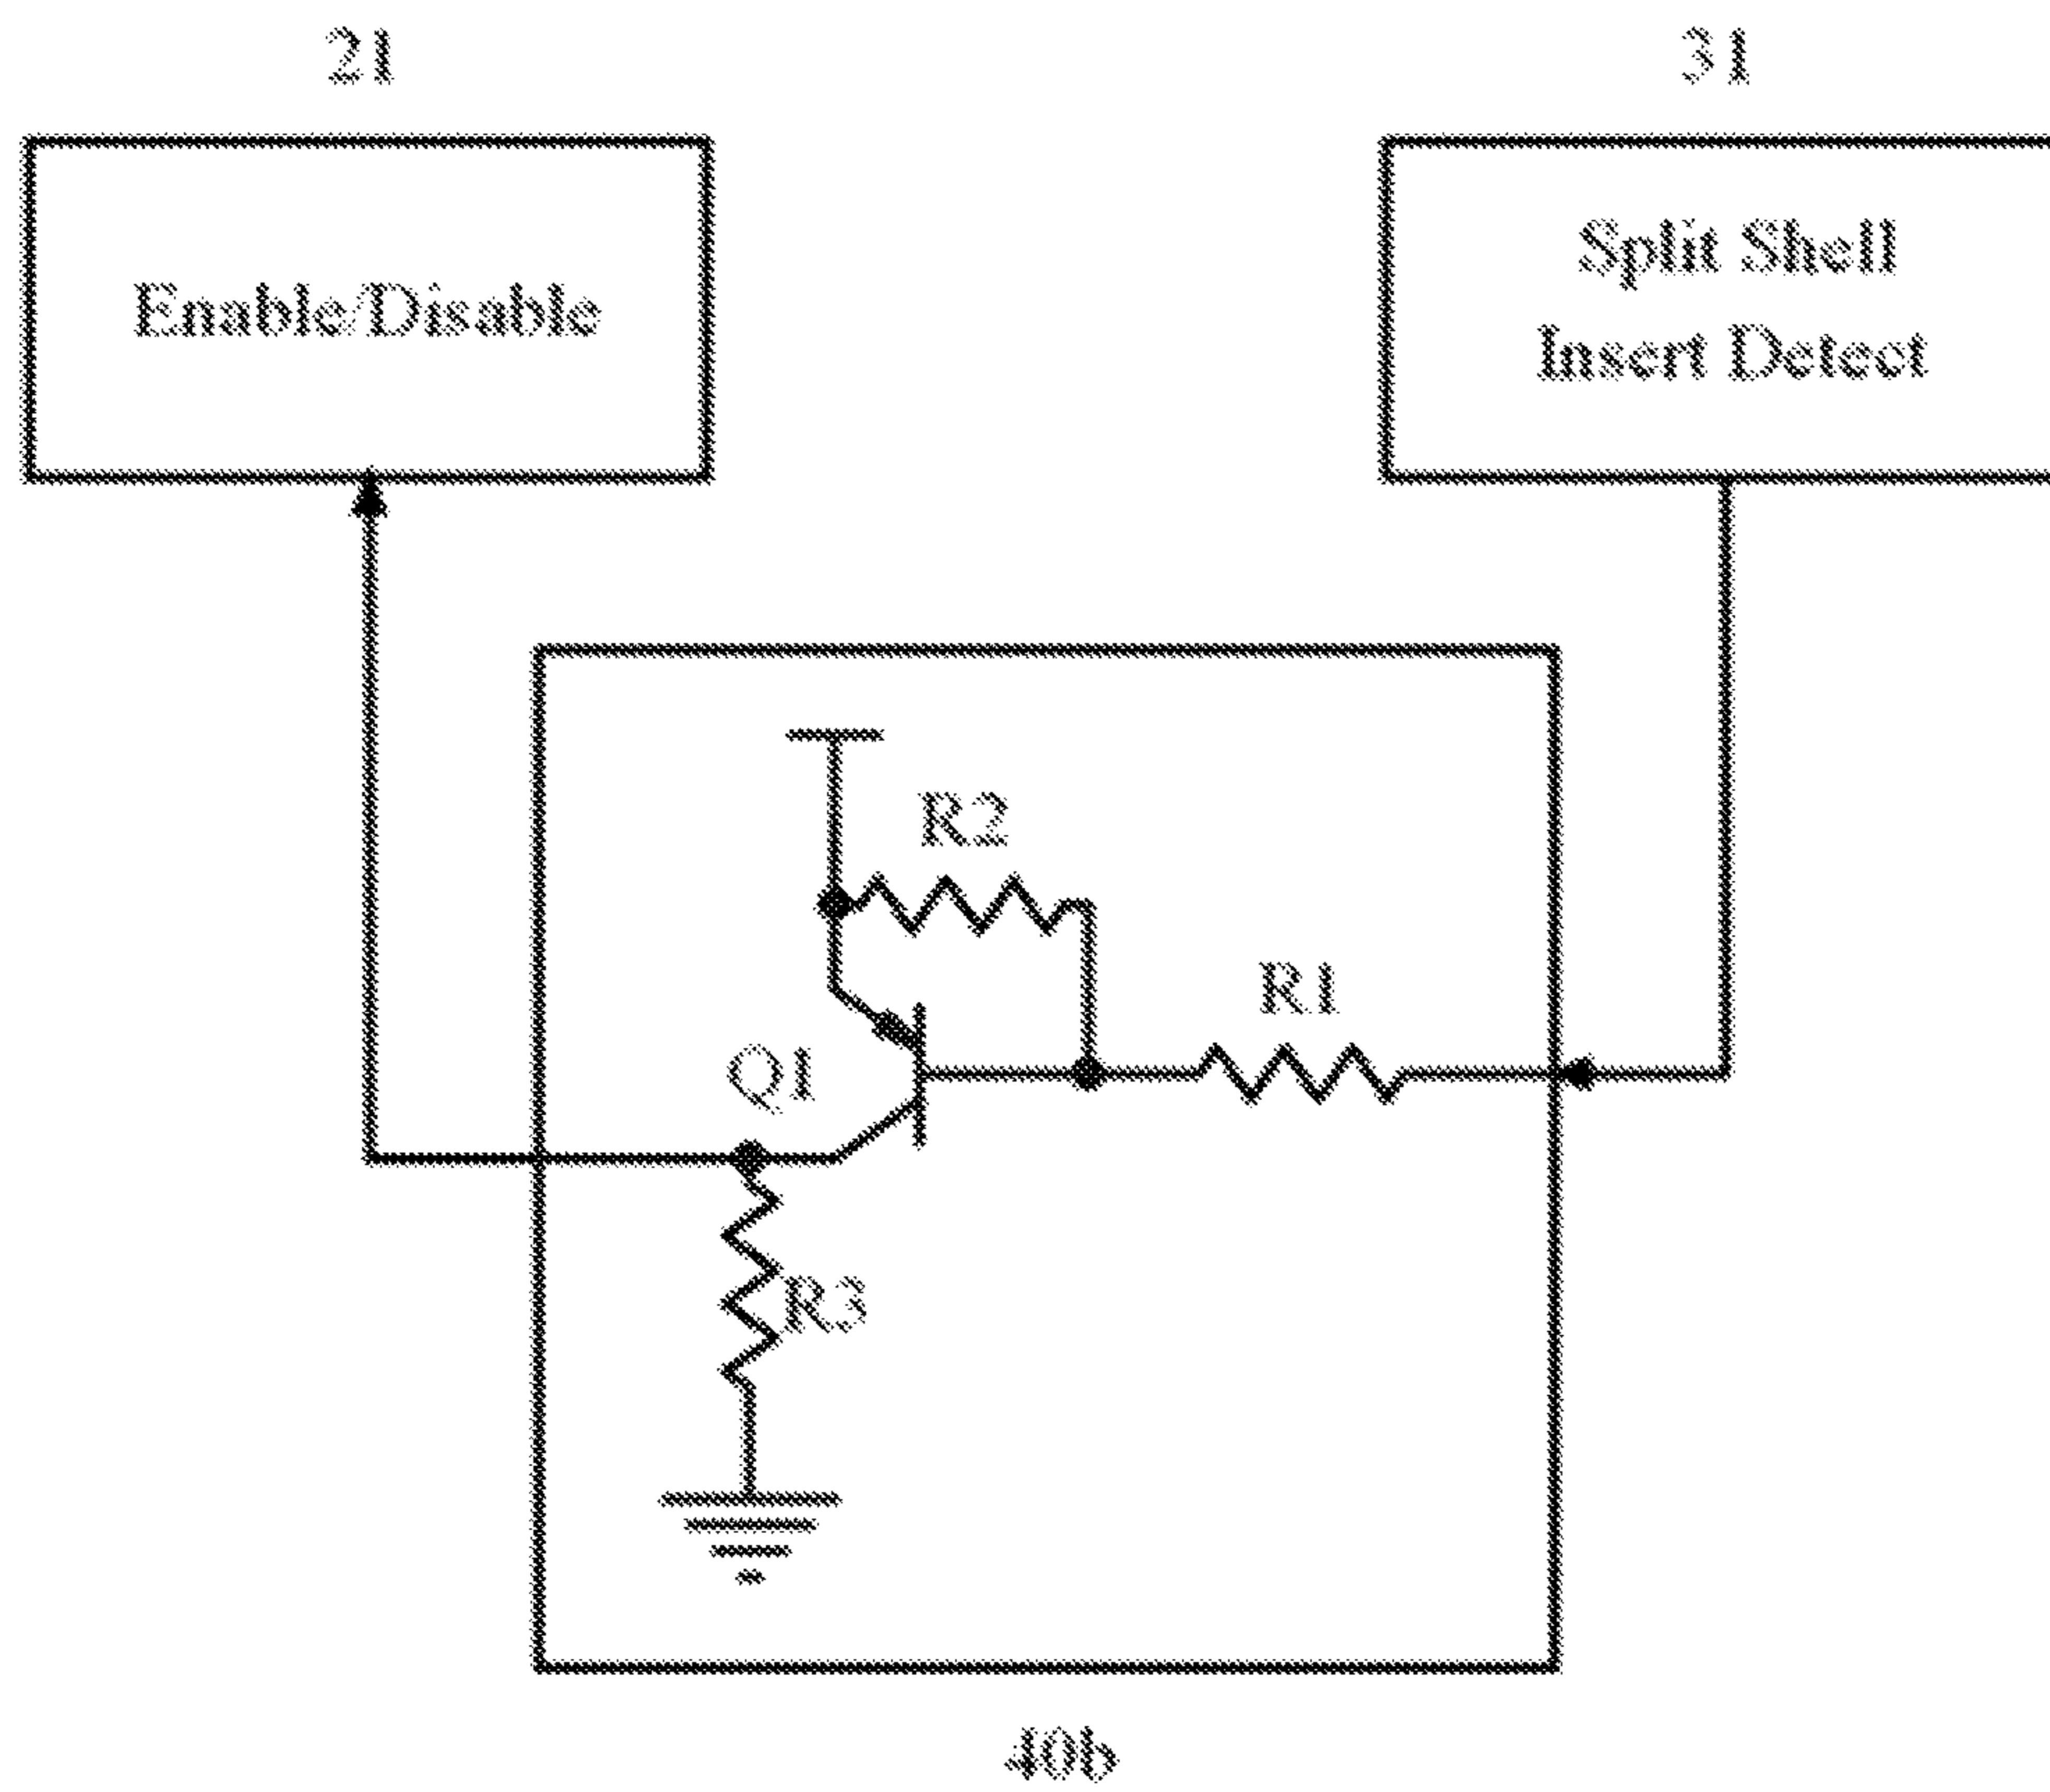 21
31
Enable/Disable
Split Shell
Insert Detect
R2
R1
Q1
R3
40b